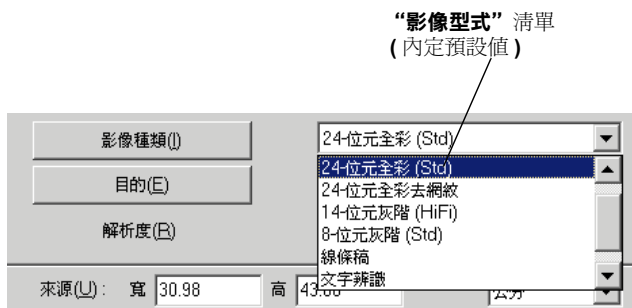 “影像型式” 清單
( 內定預設值 )
影像種類(I) 24-位元全彩 (Std)
24-位元全彩 (Std)
目的(E) 24-位元全彩去網紋
14-位元灰階 (HiFi)
解析度(R) 8-位元灰階 (Std)
線條稿
文字辨識
來源(U): 寬 30.98 高 公分